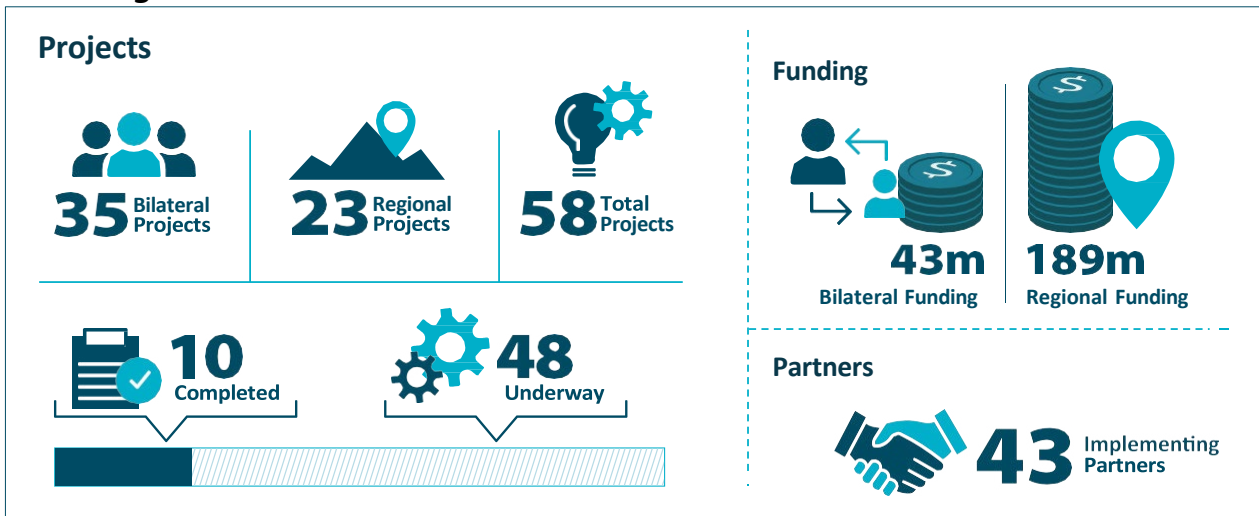 Projects
35 Bilateral
Projects
23 Regional
Projects
58 Total
Projects
10
Completed
48
Underway
Funding
$
$
43m
Bilateral Funding
189m
Regional Funding
Partners
43 Implementing
Partners